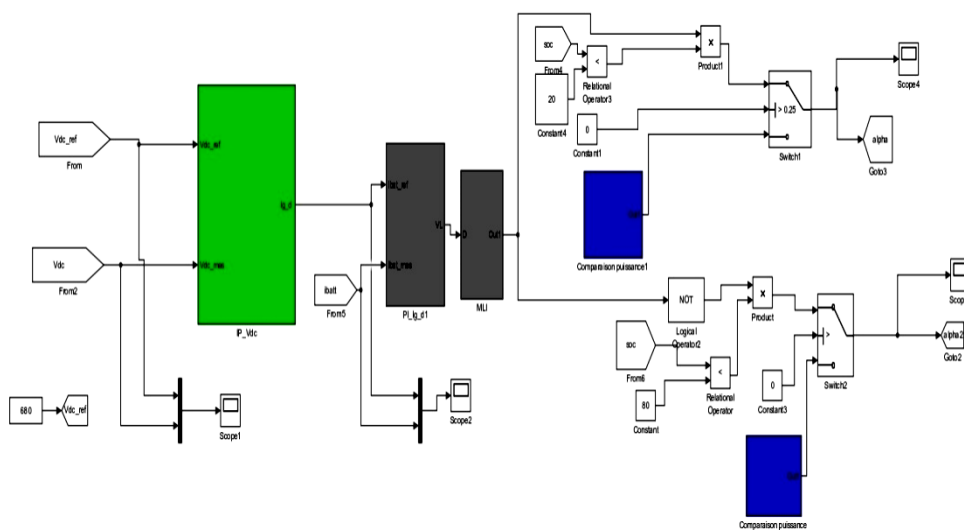 Vdc_ref
From
Vdc
From2
Vdc_ref
Vdc_mes
Ig_d
IP_Vdc
680
Vdc_ref
Scope1
Ibatt
From5
Ibat_ref
Ibat_mes
VL
PI_Ig_d1
D
Out1
MLI
Scope2
soc
From4
20
Constant4
<
Relational
Operator3
x
Product1
0
Constant1
> 0.25
Switch1
Scope4
alpha
Goto3
Comparaison puissance1
NOT
Logical
Operator2
soc
From6
80
Constant
<
Relational
Operator
x
Product
0
Constant3
>
Switch2
Scope
alpha2
Goto2
Comparaison puissance